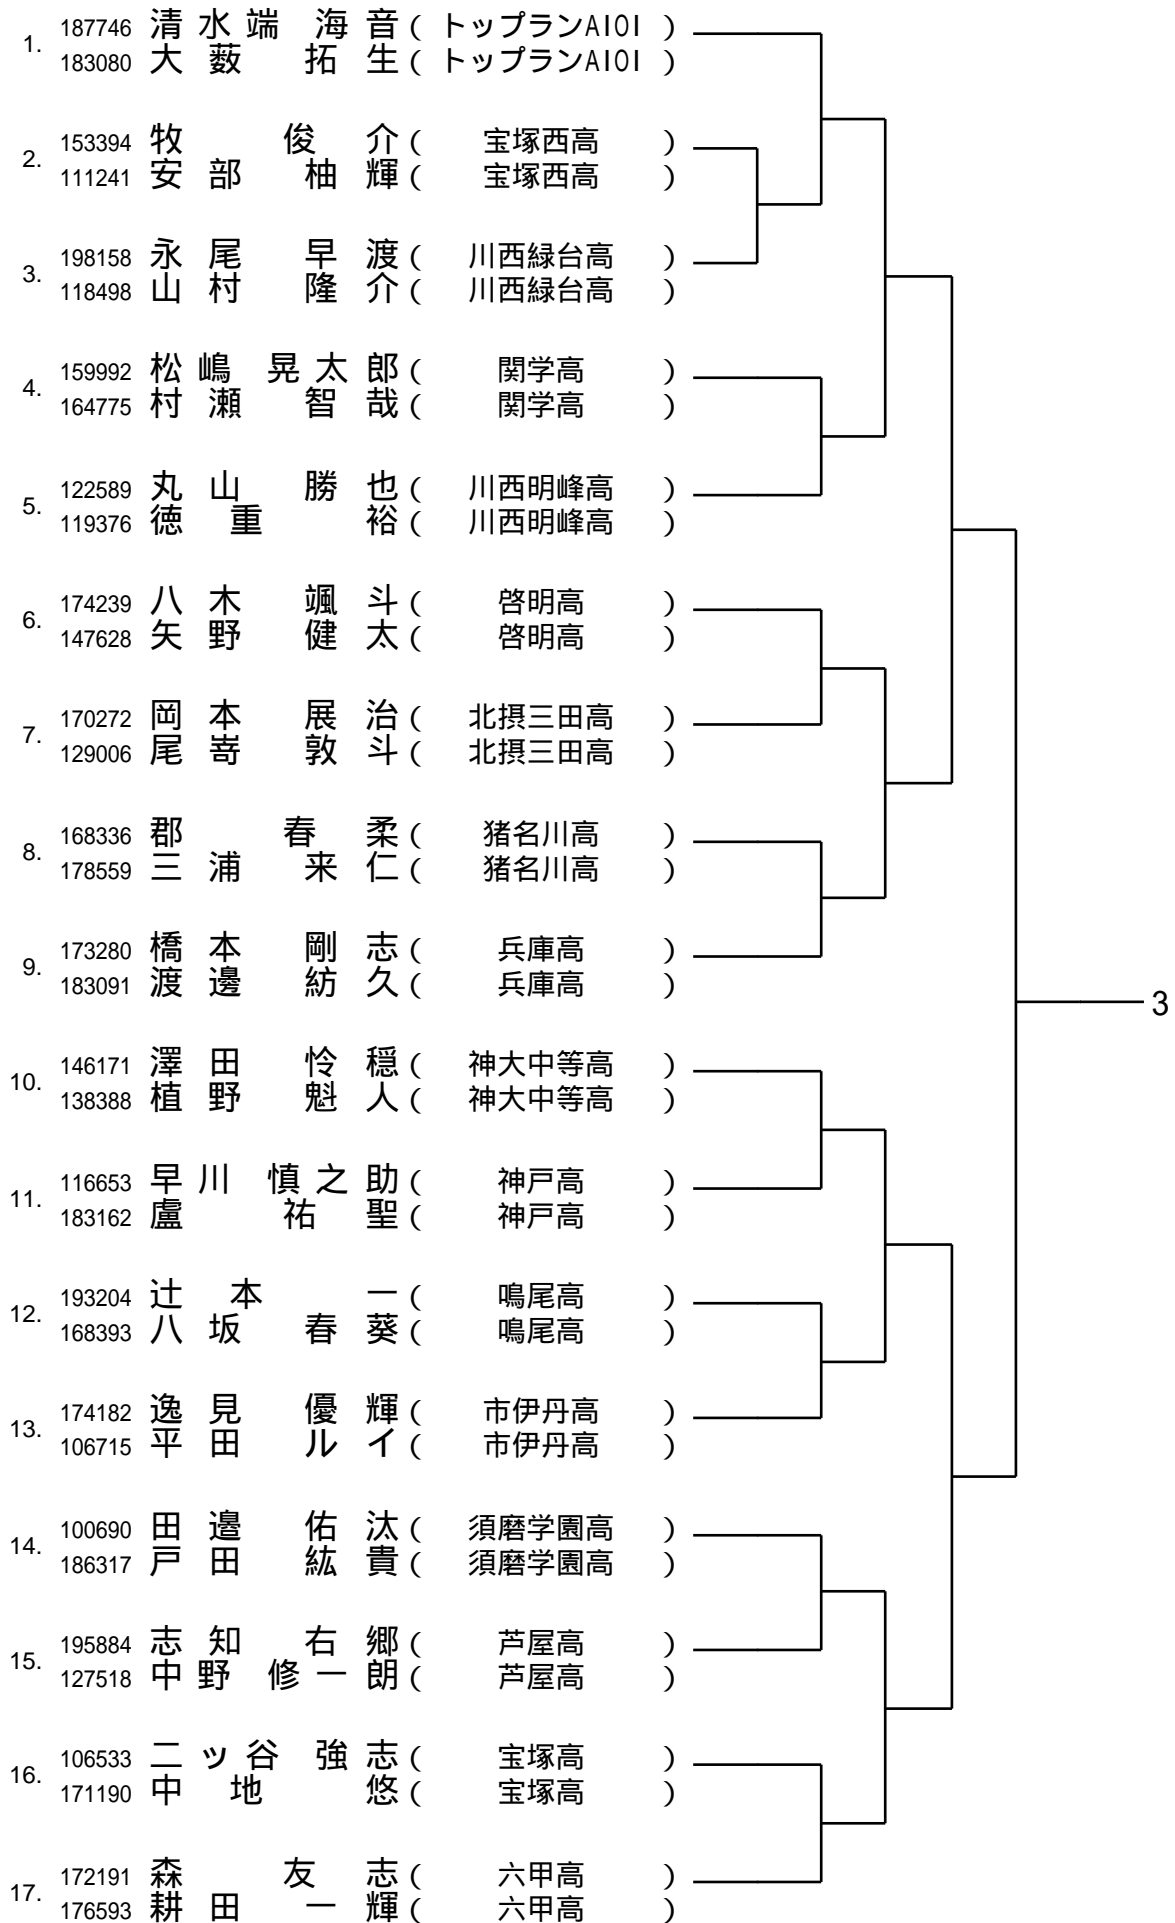 1. 187746 清水端 海音 ( トップランAIOI )
183080 大薮 拓生 ( トップランAIOI )
2. 153394 牧 俊介 ( 宝塚西高 )
111241 安部 柚輝 ( 宝塚西高 )
3. 198158 永尾 早渡 ( 川西緑台高 )
118498 山村 隆介 ( 川西緑台高 )
4. 159992 松嶋 晃太郎 ( 関学高 )
164775 村瀬 智哉 ( 関学高 )
5. 122589 丸山 勝也 ( 川西明峰高 )
119376 徳重 裕 ( 川西明峰高 )
6. 174239 八木 颯斗 ( 啓明高 )
147628 矢野 健太 ( 啓明高 )
7. 170272 岡本 展治 ( 北摂三田高 )
129006 尾嵜 敦斗 ( 北摂三田高 )
8. 168336 郡 春柔 ( 猪名川高 )
178559 三浦 来仁 ( 猪名川高 )
9. 173280 橋本 剛志 ( 兵庫高 )
183091 渡邊 紡久 ( 兵庫高 )
3
10. 146171 澤田 怜穏 ( 神大中等高 )
138388 植野 魁人 ( 神大中等高 )
11. 116653 早川 慎之助 ( 神戸高 )
183162 盧 祐聖 ( 神戸高 )
12. 193204 辻本 一 ( 鳴尾高 )
168393 八坂 春葵 ( 鳴尾高 )
13. 174182 逸見 優輝 ( 市伊丹高 )
106715 平田 ルイ ( 市伊丹高 )
14. 100690 田邉 佑汰 ( 須磨学園高 )
186317 戸田 紘貴 ( 須磨学園高 )
15. 195884 志知 右郷 ( 芦屋高 )
127518 中野 修一朗 ( 芦屋高 )
16. 106533 二ッ谷 強志 ( 宝塚高 )
171190 中地 悠 ( 宝塚高 )
17. 172191 森 友志 ( 六甲高 )
176593 耕田 一輝 ( 六甲高 )